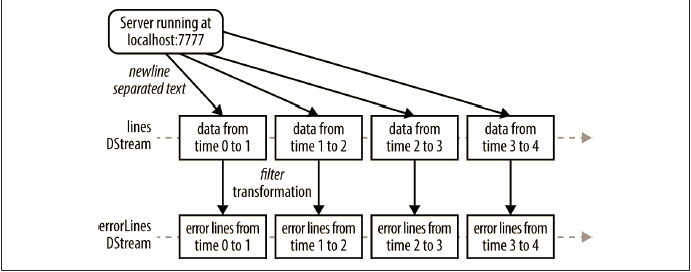 Server running at
localhost:7777
newline
separated text
lines
DStream
data from
time 0 to 1
data from
time 1 to 2
data from
time 2 to 3
data from
time 3 to 4
filter
transformation
errorLines
DStream
error lines from
time 0 to 1
error lines from
time 1 to 2
error lines from
time 2 to 3
error lines from
time 3 to 4